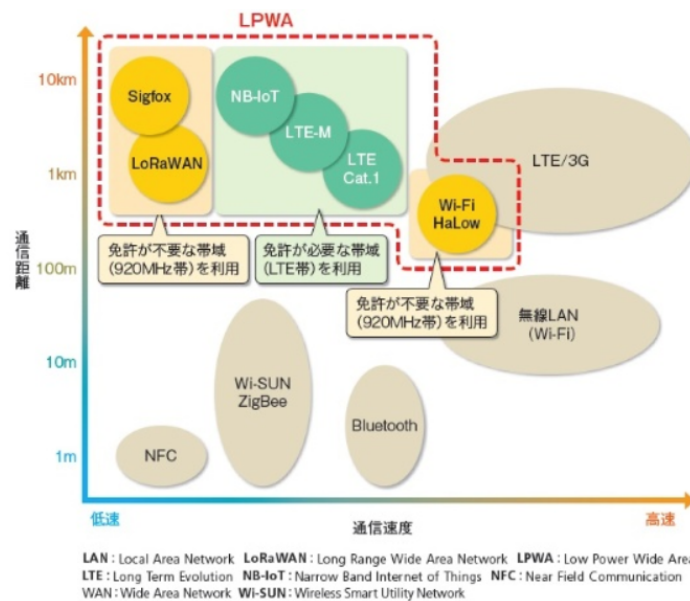 LPWA
10km
Sigfox
NB-IoT
LTE-M
LoRaWAN
LTE
Cat.1
LTE/3G
1km
Wi-Fi
HaLow
通信距離
免許が不要な帯域
(920MHz帯)を利用
免許が必要な帯域
(LTE帯)を利用
100m
免許が不要な帯域
(920MHz帯)を利用
無線LAN
(Wi-Fi)
10m
Wi-SUN
ZigBee
Bluetooth
1m
NFC
低速
通信速度
高速
LAN：Local Area Network LoRaWAN：Long Range Wide Area Network LPWA：Low Power Wide Area
LTE：Long Term Evolution NB-IoT：Narrow Band Internet of Things NFC：Near Field Communication
WAN：Wide Area Network Wi-SUN：Wireless Smart Utility Network